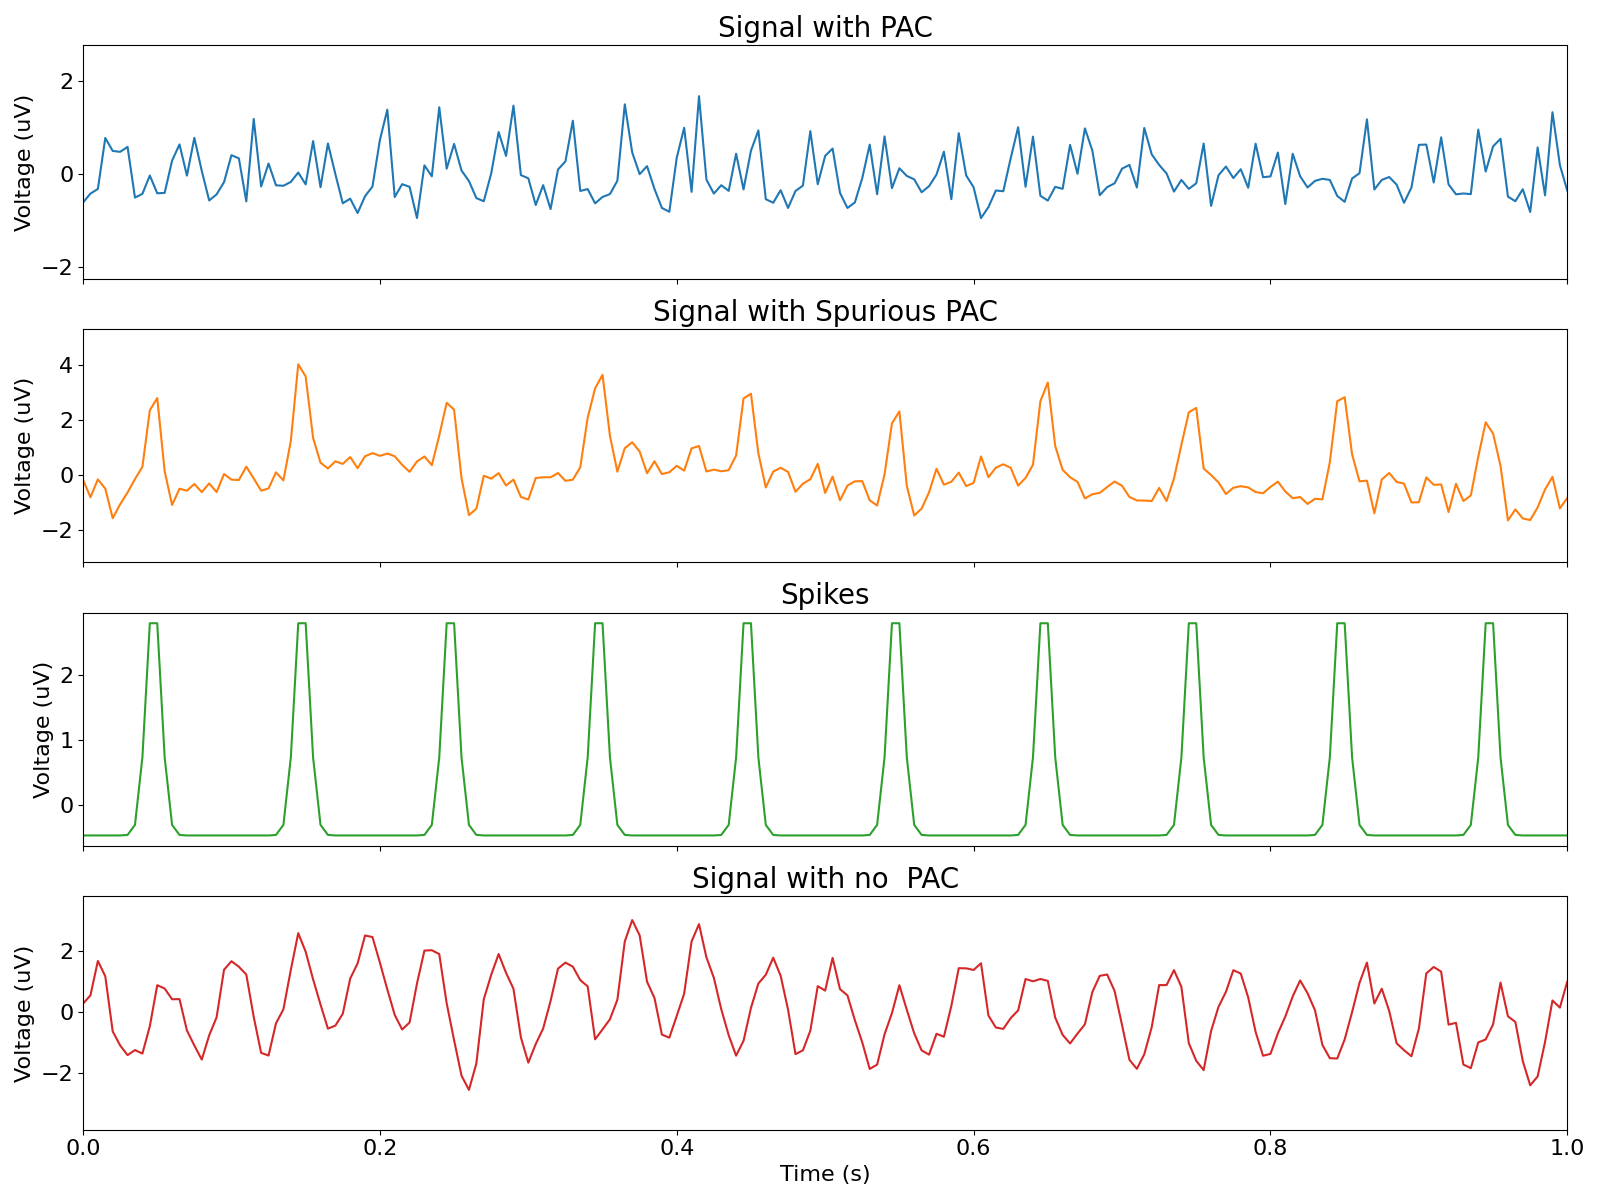 Signal with PAC
Voltage (uV)
2
0
−2
Signal with Spurious PAC
Voltage (uV)
4
2
0
−2
Spikes
Voltage (uV)
2
1
0
Signal with no  PAC
Voltage (uV)
2
0
−2
0.0 0.2 0.4 0.6 0.8 1.0
Time (s)